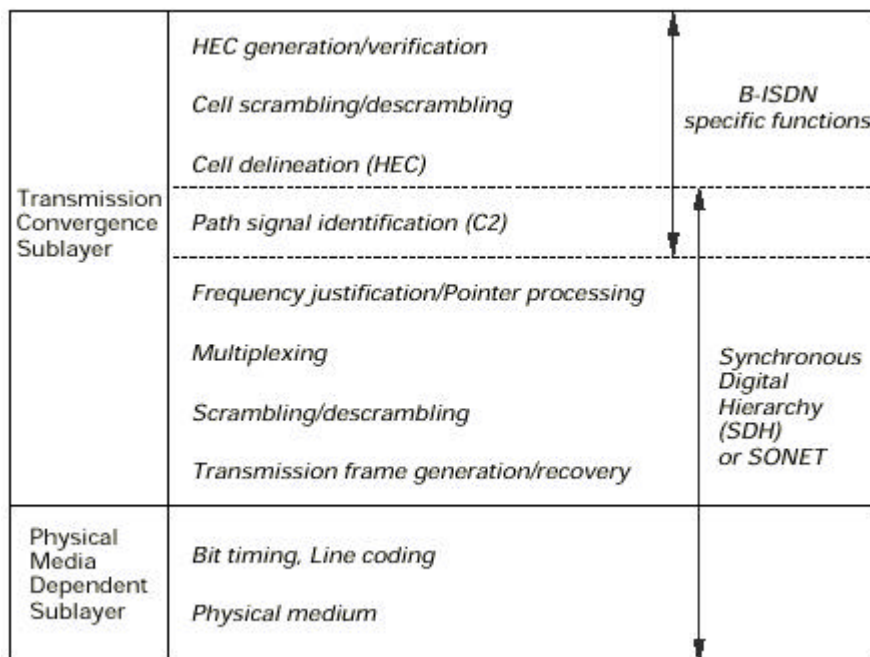 HEC generation/verification
Cell scrambling/descrambling
Cell delineation (HEC)
B-ISDN
specific functions
Transmission
Convergence
Sublayer
Path signal identification (C2)
Frequency justification/Pointer processing
Multiplexing
Scrambling/descrambling
Transmission frame generation/recovery
Synchronous
Digital
Hierarchy
(SDH)
or SONET
Physical
Media
Dependent
Sublayer
Bit timing, Line coding
Physical medium